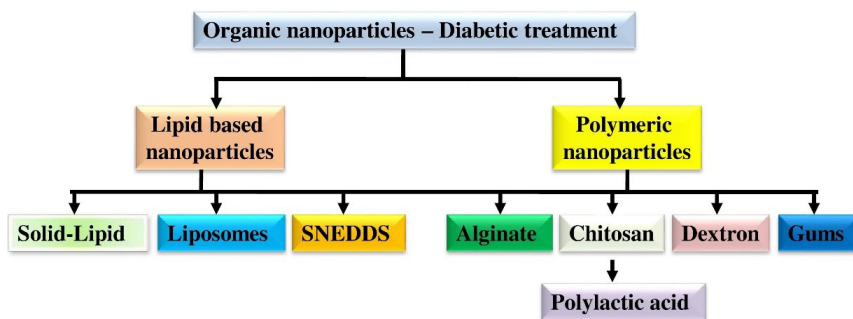 Organic nanoparticles – Diabetic treatment
Lipid based
nanoparticles
Polymeric
nanoparticles
Solid-Lipid
Liposomes
SNEDDS
Alginate
Chitosan
Dextron
Gums
Polylactic acid